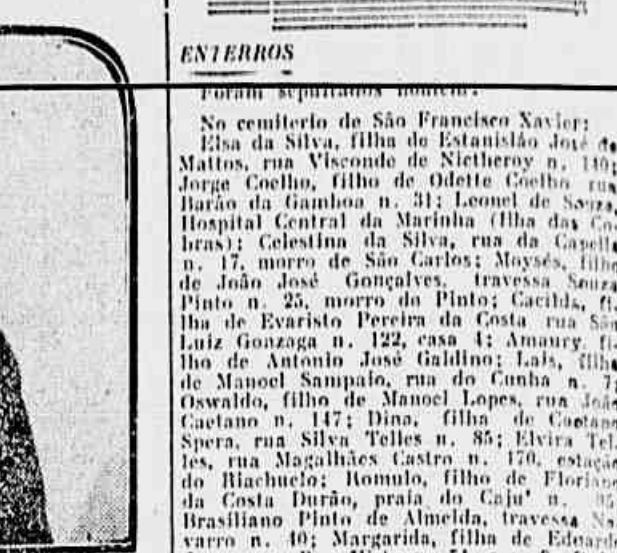 ENTERROS
Foram sepultados hontem:
No cemiterio de São Francisco Xavier:
Elsa da Silva, filha de Estanisláo José de
Mattos, rua Visconde de Nictheroy n. 140;
Jorge Coelho, filho de Odette Coelho rua
Barão da Gamboa n. 31; Leonel de Souza,
Hospital Central da Marinha (Ilha das Co-
bras); Celestina da Silva, rua da Capella
n. 17, morro de São Carlos; Moysés, filho
de João José Gonçalves, travessa Souza
Pinto n. 25, morro do Pinto; Cacilda, fi-
lha de Evaristo Pereira da Costa rua São
Luiz Gonzaga n. 122, casa 4; Amaury, fi-
lho de Antonio José Galdino; Lais, filha
de Manoel Sampaio, rua do Cunha n. 7;
Oswaldo, filho de Manoel Lopes, rua João
Caetano n. 147; Dina, filha de Caetano
Spera, rua Silva Telles n. 85; Elvira Tel-
les, rua Magalhães Castro n. 170, estação
do Riachuelo; Romulo, filho de Floriano
da Costa Durão, praia do Caju' n.
Brasiliano Pinto de Almeida, travessa Na-
varro n. 40; Margarida, filha de Eduardo